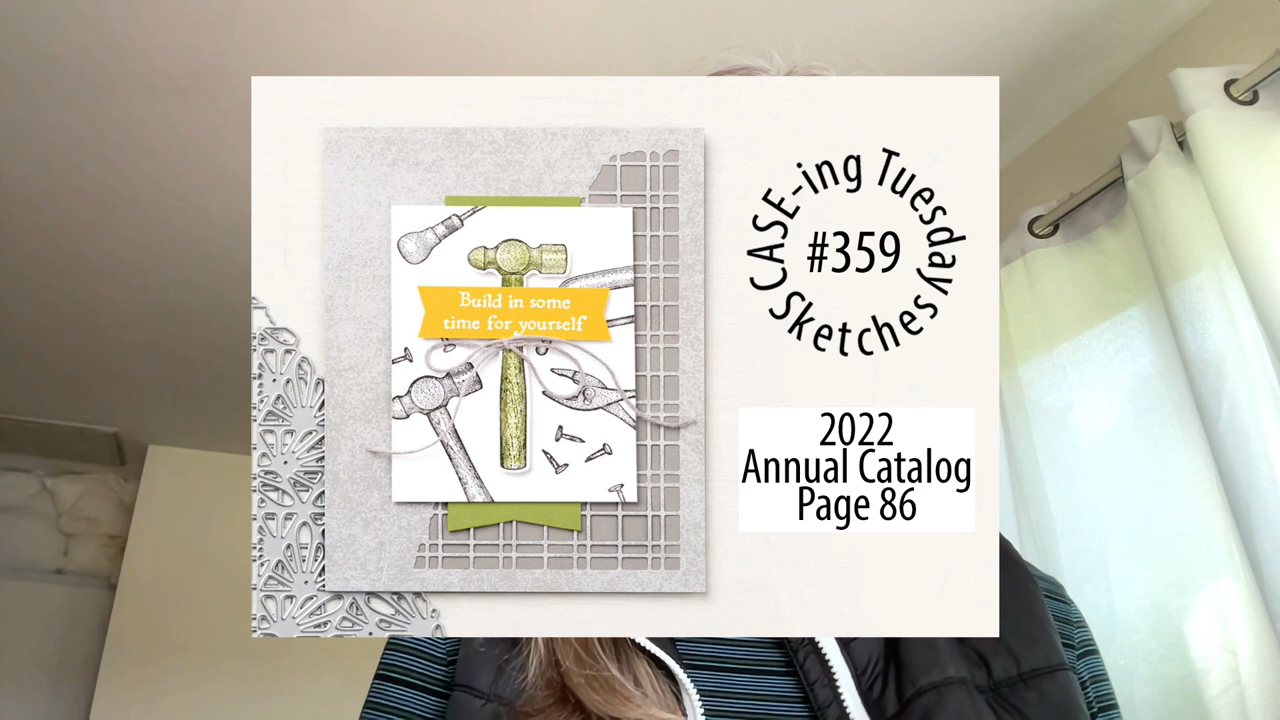 Build in some
time for yourself
CASE-ing Tuesday
Sketches
#359
2022
Annual Catalog
Page 86